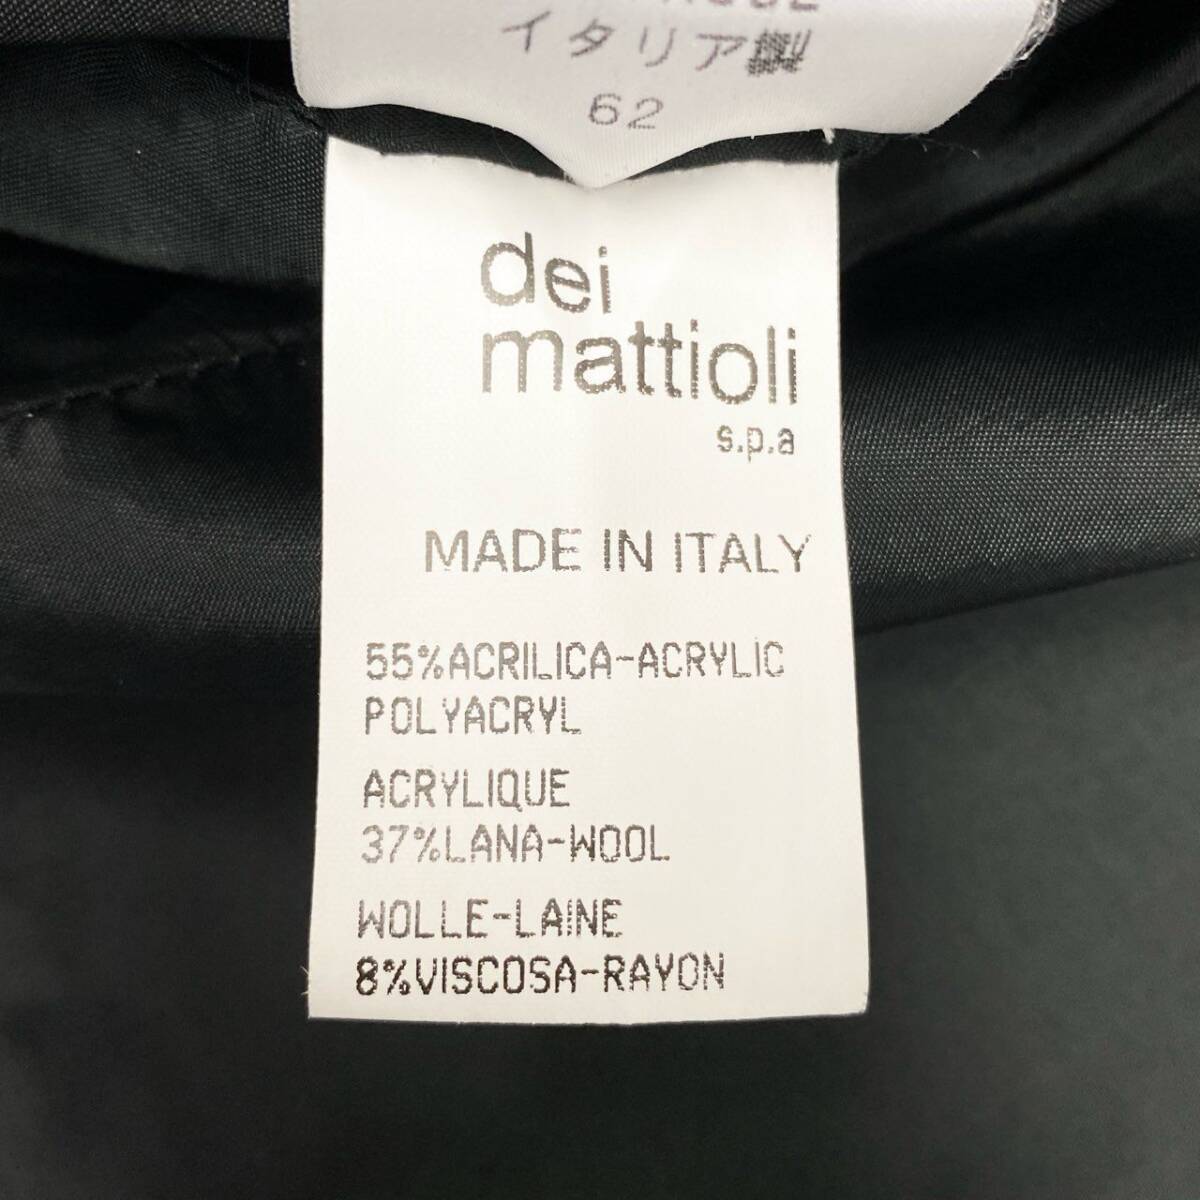 イタリア製
62
dei
mattioli
s.p.a
MADE IN ITALY
55%ACRILICA-ACRYLIC
POLYACRYL
ACRYLIQUE
37%LANA-WOOL
WOLLE-LAINE
8%VISCOSA-RAYON